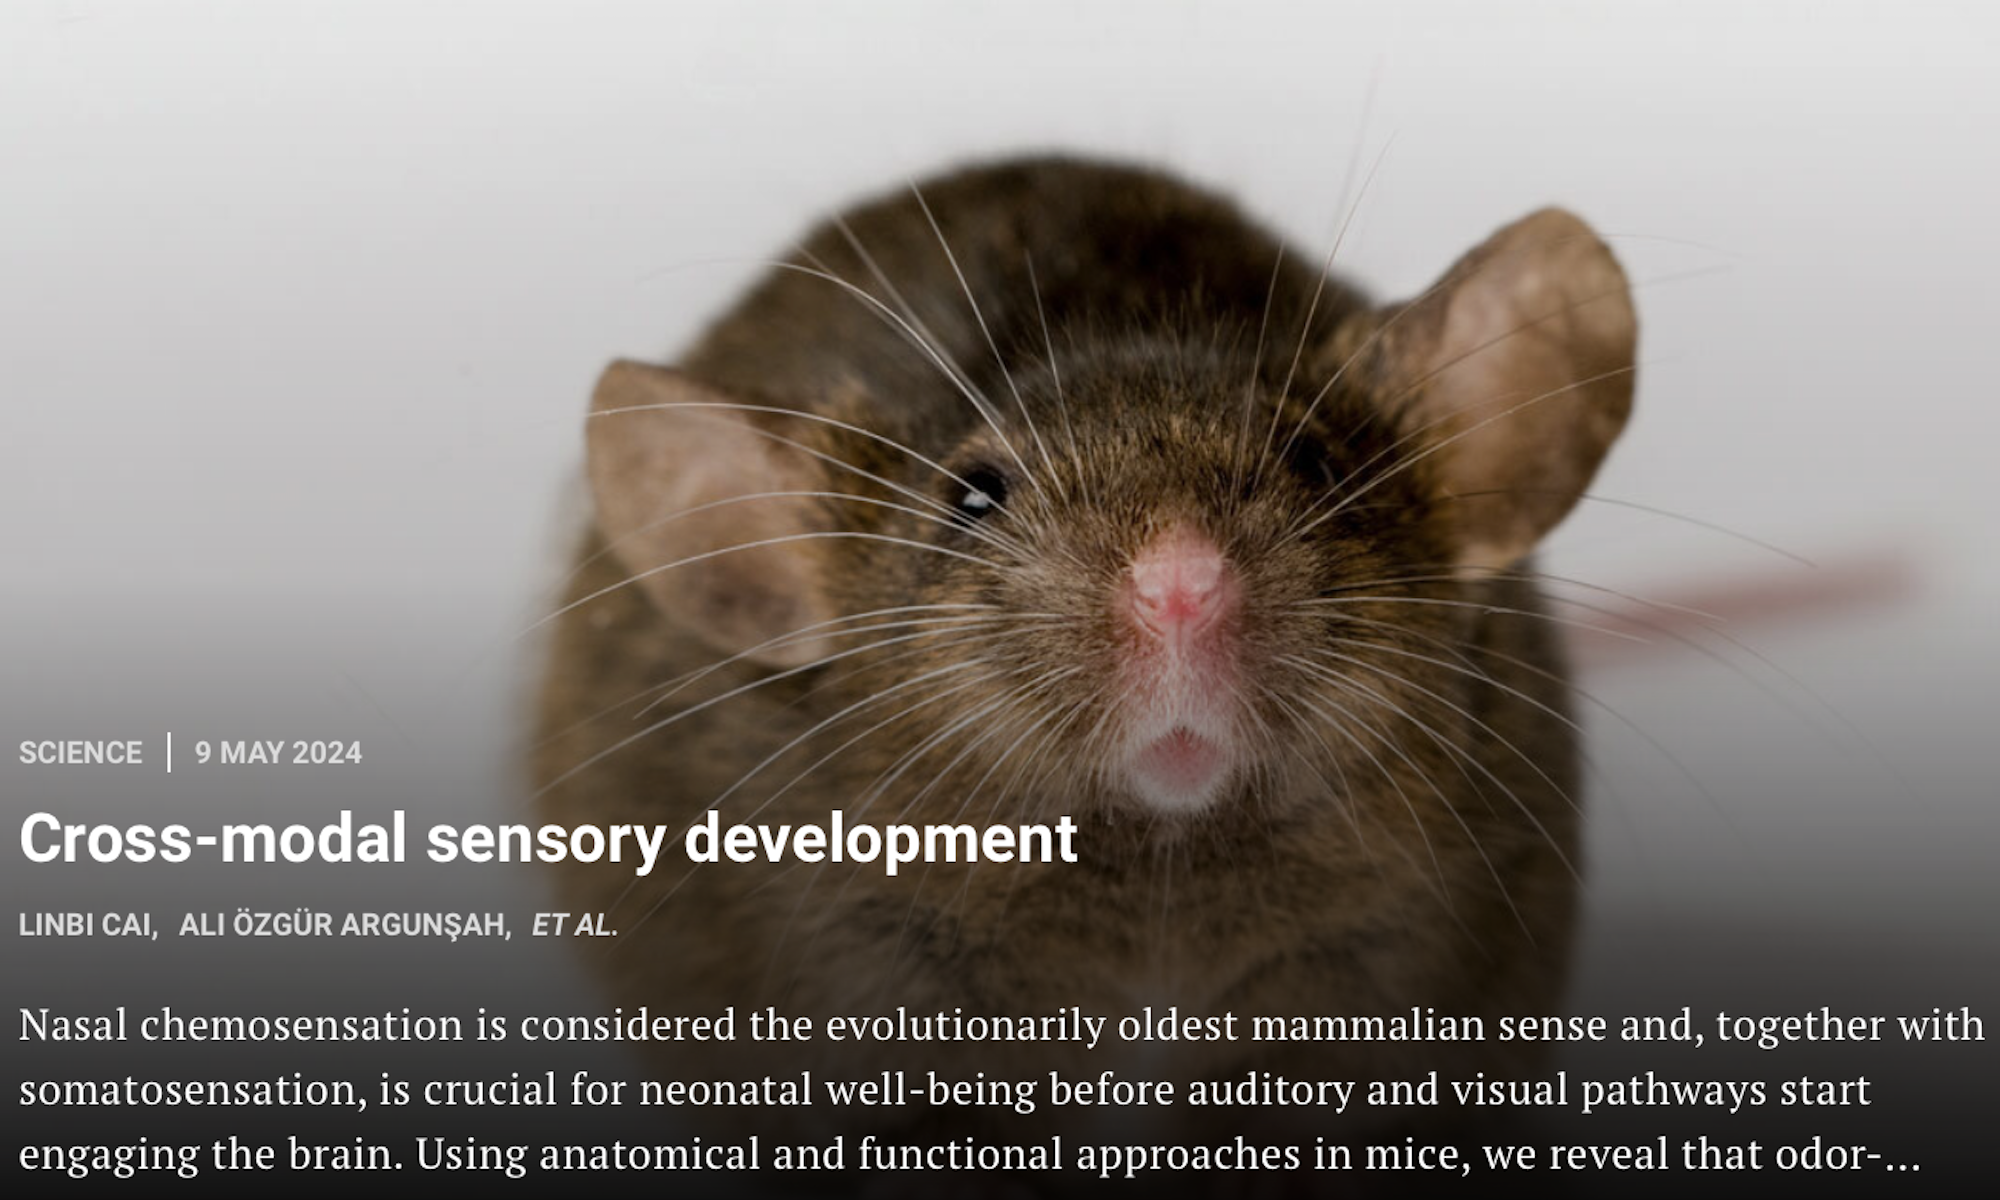 SCIENCE | 9 MAY 2024
Cross-modal sensory development
LINBI CAI, ALI ÖZGÜR ARGUNŞAH, ET AL.
Nasal chemosensation is considered the evolutionarily oldest mammalian sense and, together with
somatosensation, is crucial for neonatal well-being before auditory and visual pathways start
engaging the brain. Using anatomical and functional approaches in mice, we reveal that odor-...